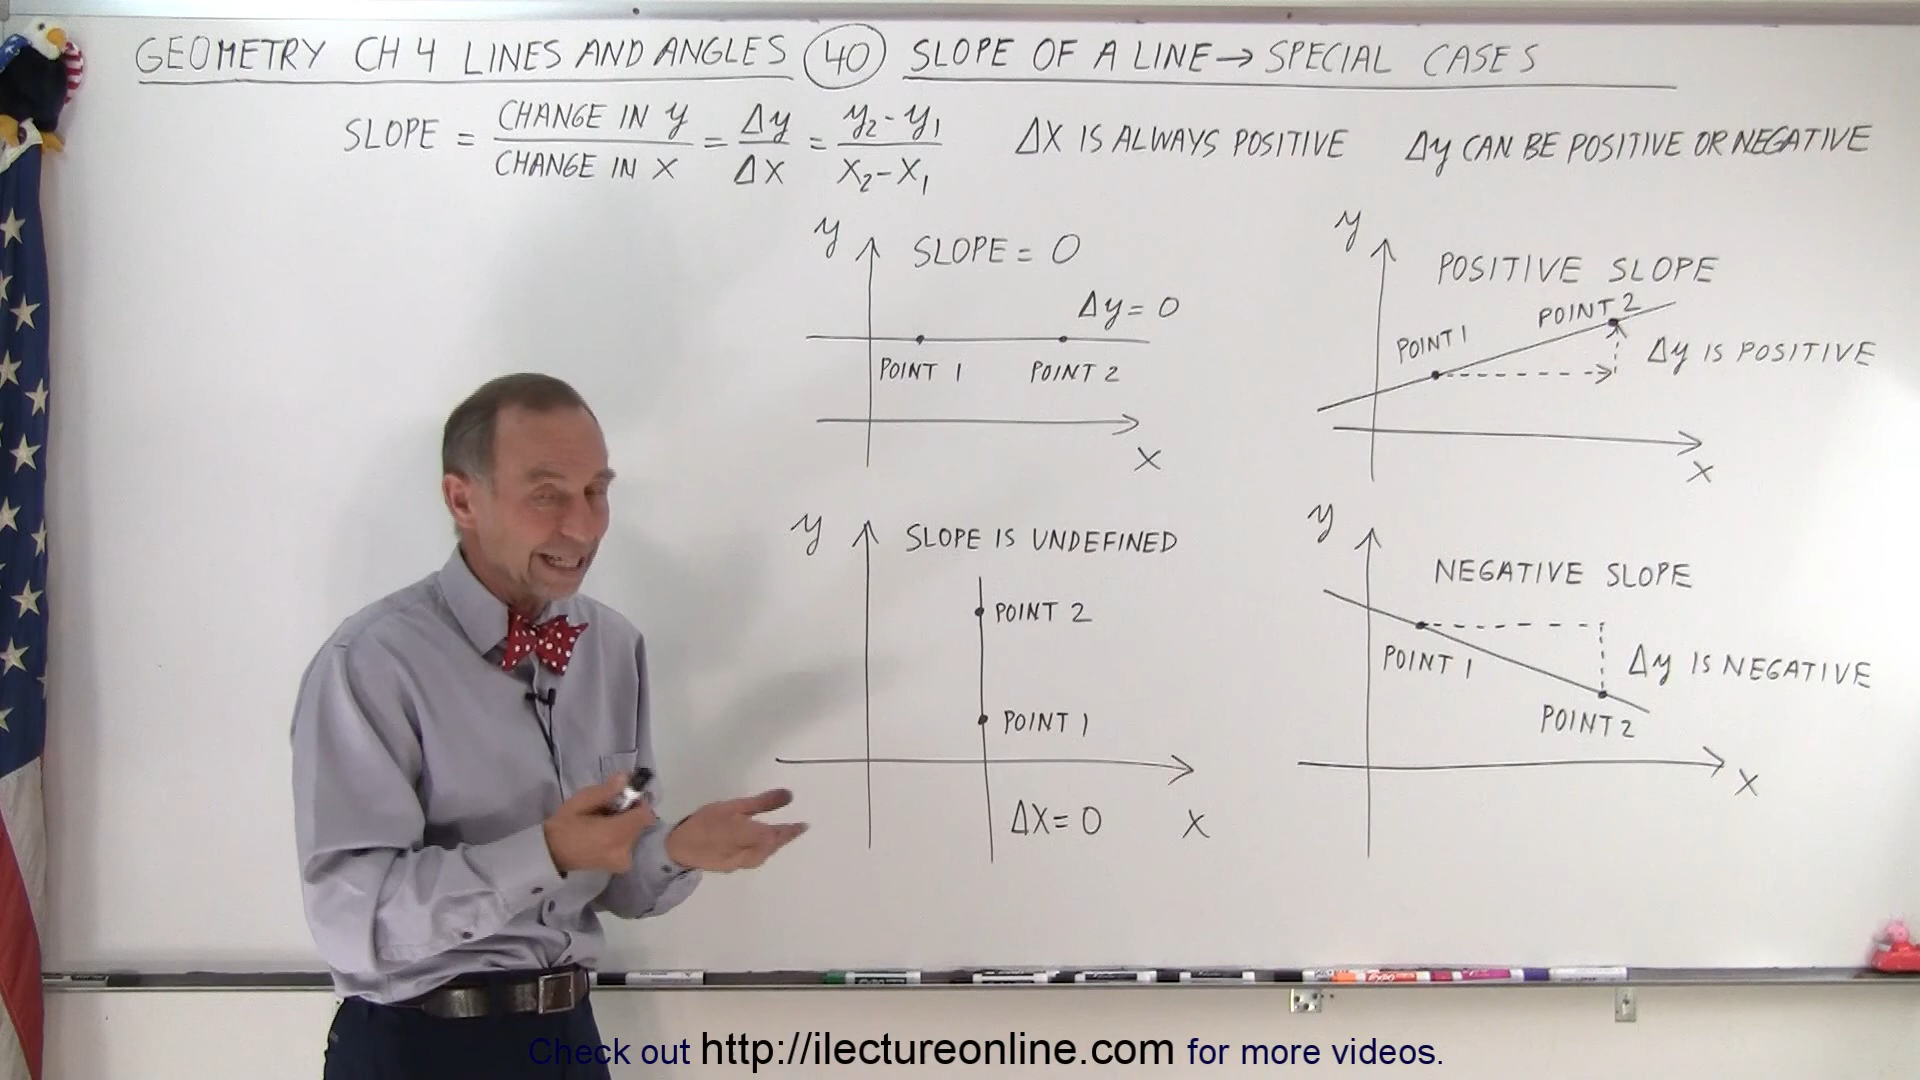 GEOMETRY CH 4 LINES AND ANGLES 40 SLOPE OF A LINE → SPECIAL CASES
SLOPE = CHANGE IN y / CHANGE IN X = Δy / ΔX = y₂ - y₁ / X₂ - X₁
ΔX IS ALWAYS POSITIVE
Δy CAN BE POSITIVE OR NEGATIVE
y
SLOPE = 0
Δy = 0
POINT 1
POINT 2
X
y
POSITIVE SLOPE
POINT 2
POINT 1
Δy IS POSITIVE
X
y
SLOPE IS UNDEFINED
POINT 2
POINT 1
ΔX = 0
X
y
NEGATIVE SLOPE
POINT 1
Δy IS NEGATIVE
POINT 2
X
Check out http://ilectureonline.com for more videos.